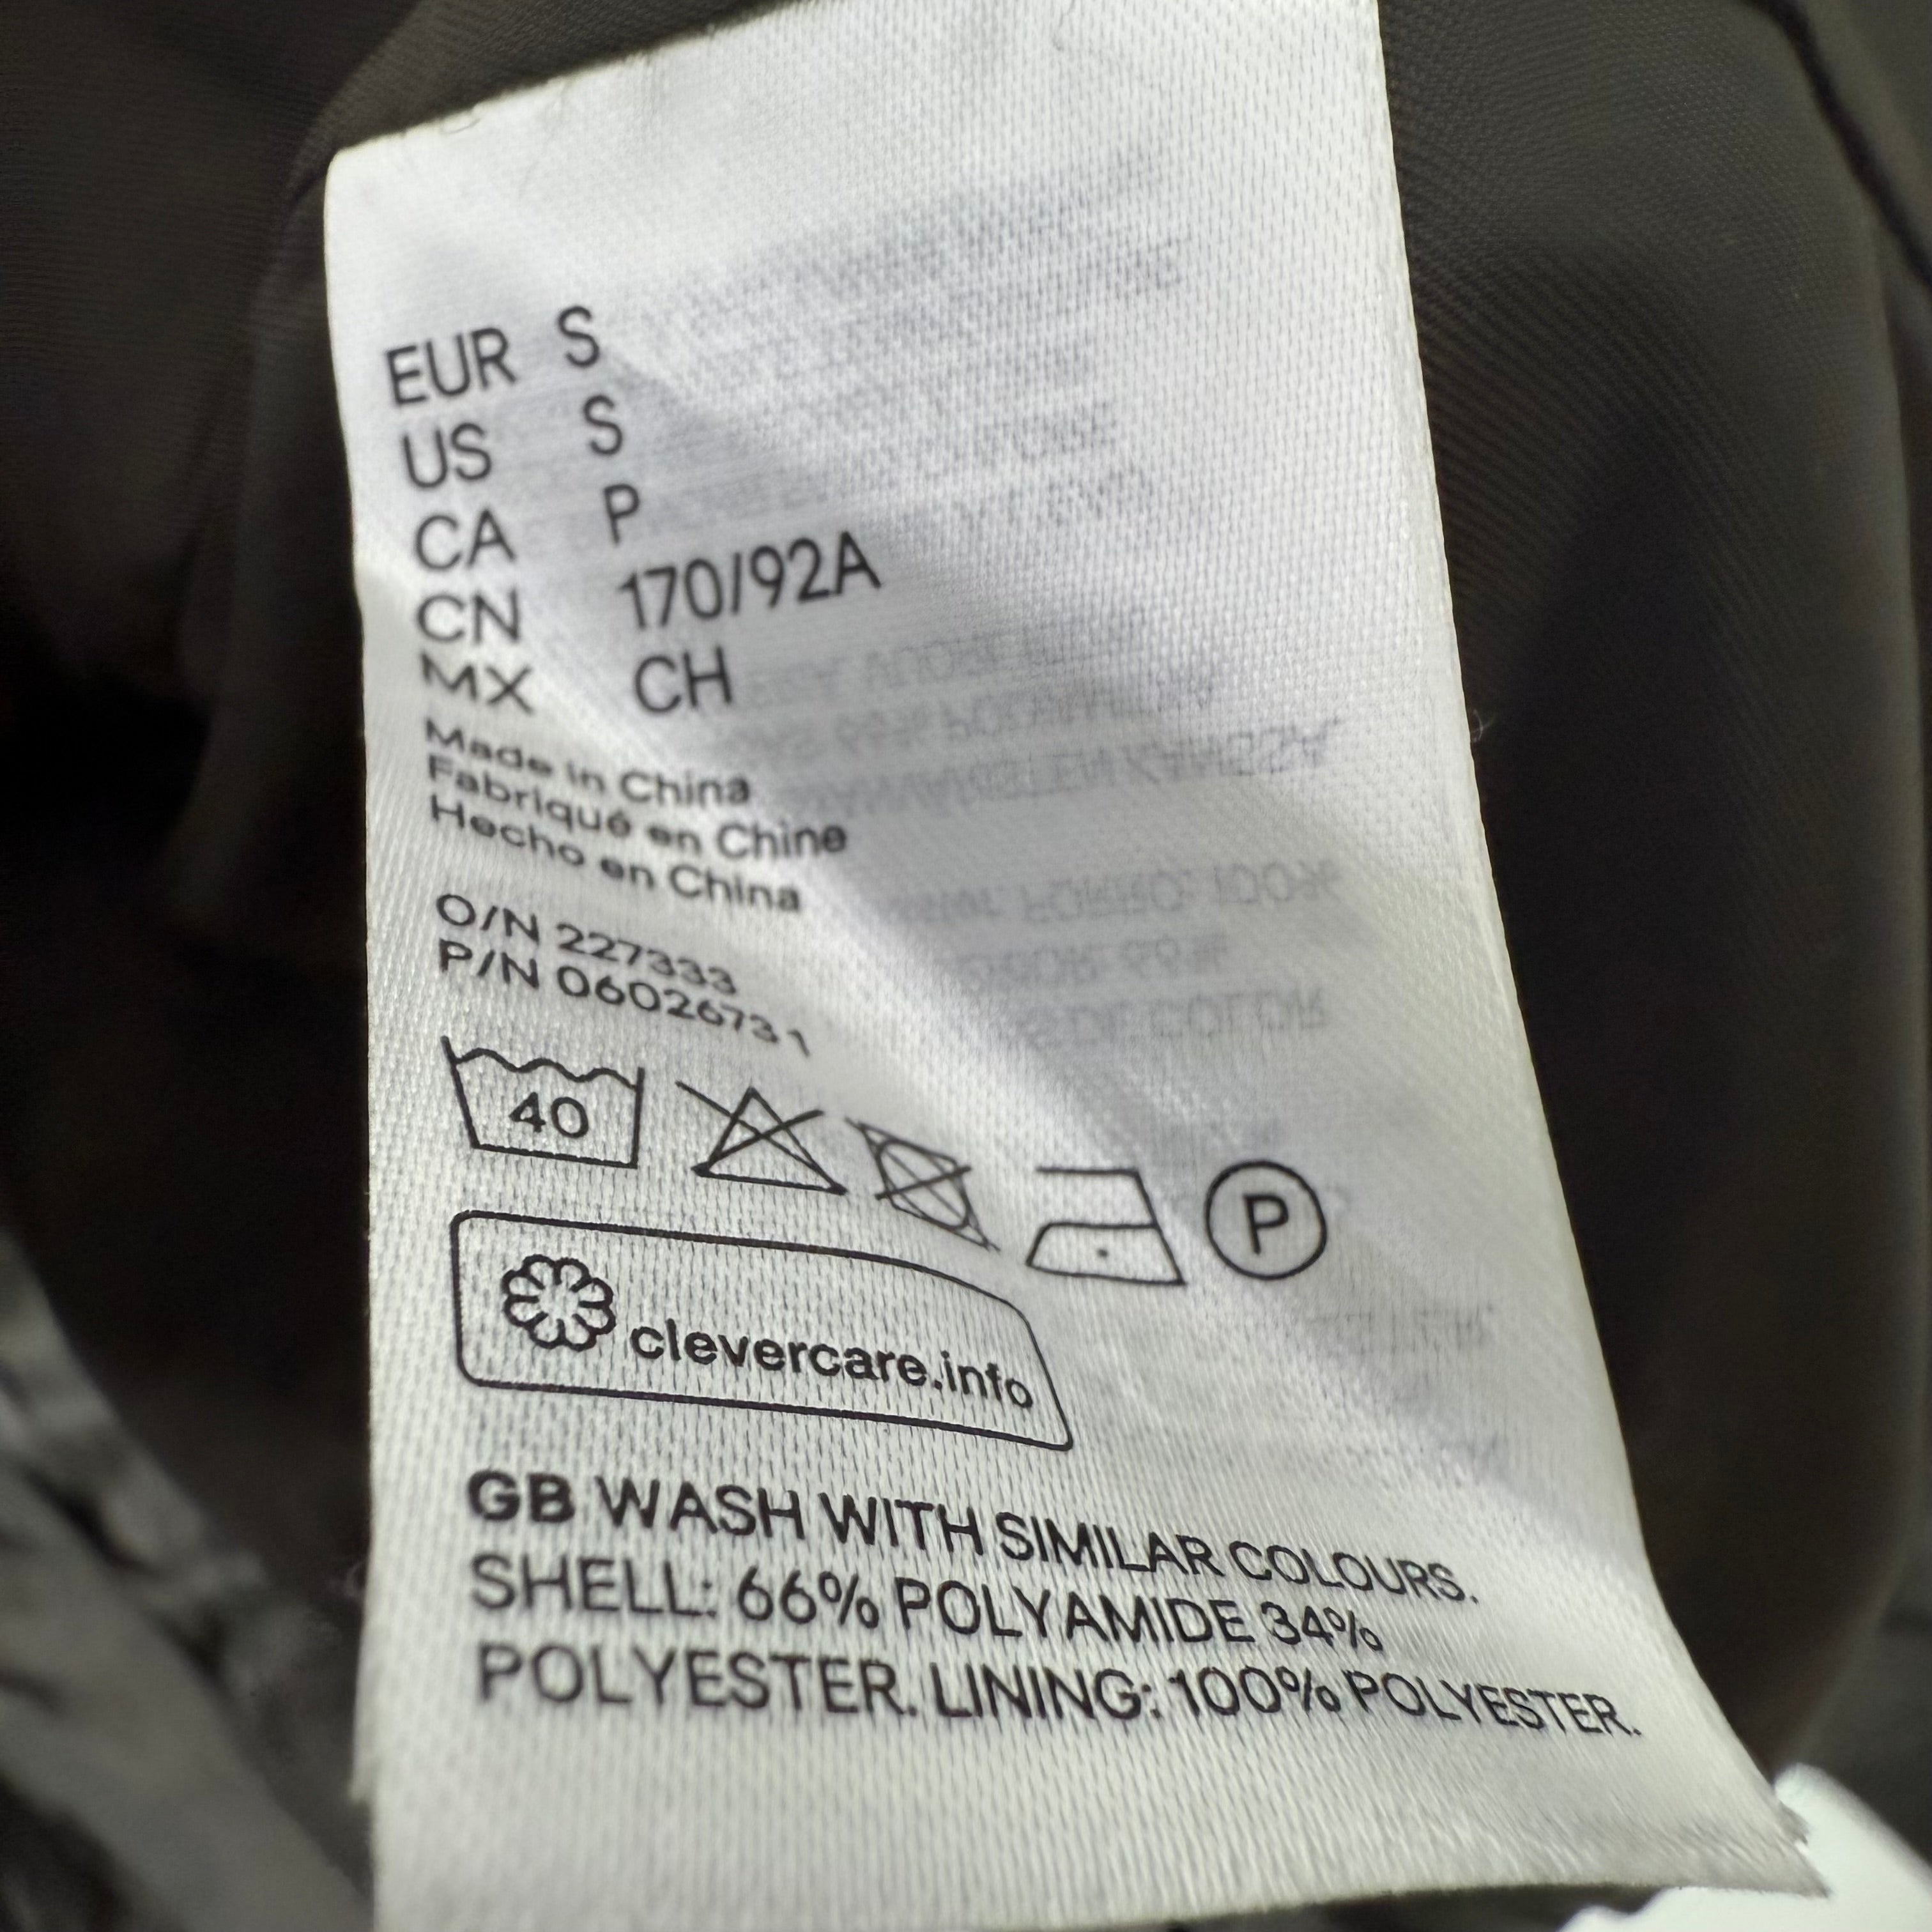 EUR S
US S
CA P
CN 170/92A
MX CH
Made in China
Fabriqué en Chine
Hecho en China
O/N 227333
P/N 06026731
40
P
clevercare.info
GB WASH WITH SIMILAR COLOURS.
SHELL: 66% POLYAMIDE 34%
POLYESTER. LINING: 100% POLYESTER.